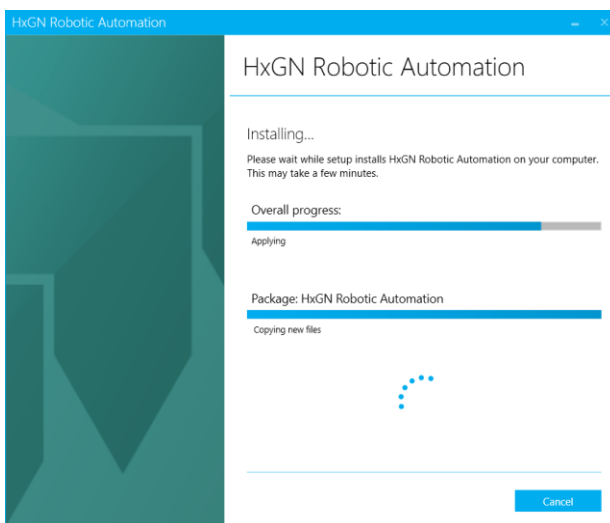 HxGN Robotic Automation
HxGN Robotic Automation
Installing...
Please wait while setup installs HxGN Robotic Automation on your computer.
This may take a few minutes.
Overall progress:
Applying
Package: HxGN Robotic Automation
Copying new files
Cancel